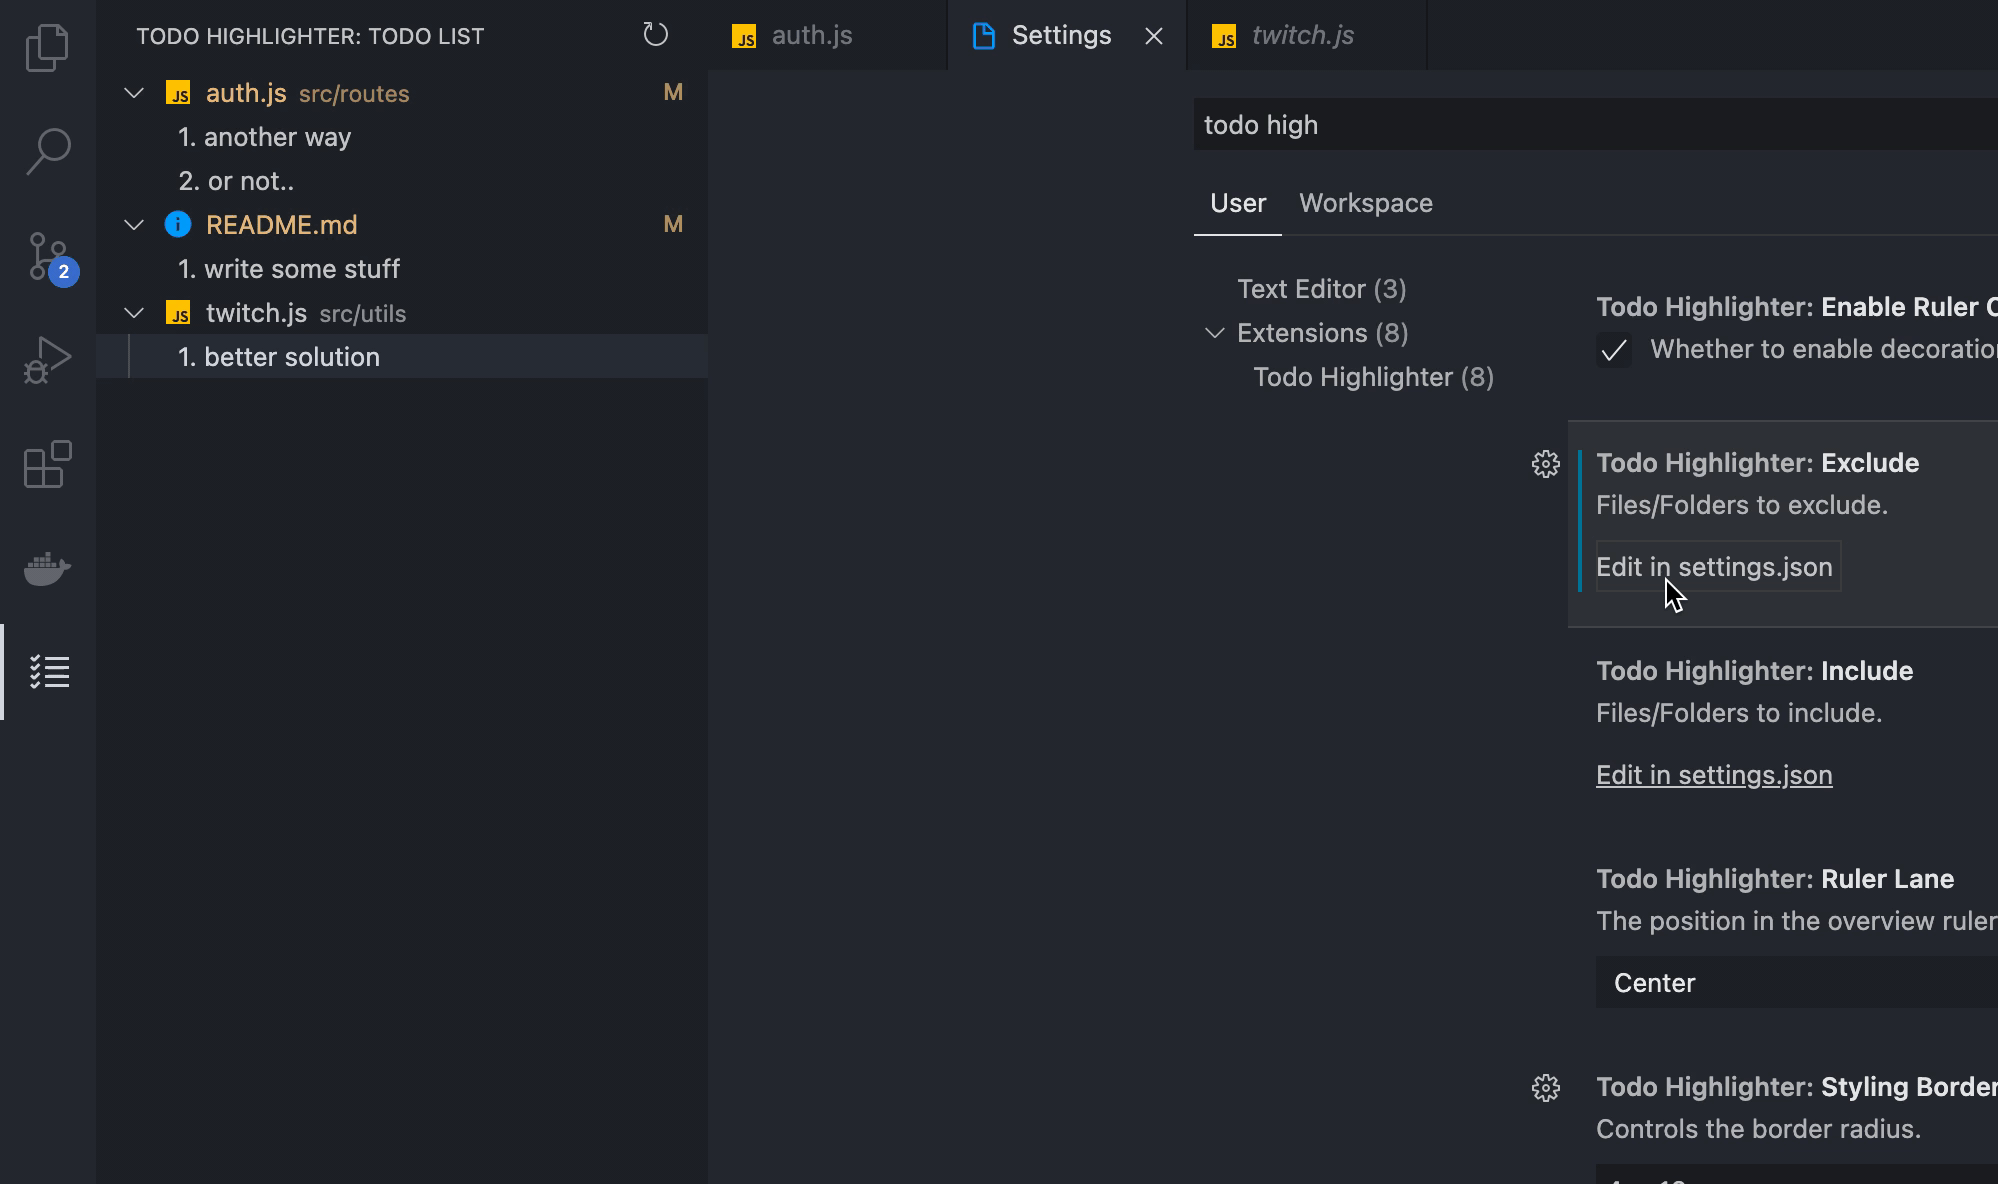 TODO HIGHLIGHTER: TODO LIST
JS auth.js src/routes M
1. another way
2. or not..
README.md M
1. write some stuff
JS twitch.js src/utils
1. better solution
2
JS auth.js
Settings
JS twitch.js
todo high
User Workspace
Text Editor (3)
Extensions (8)
Todo Highlighter (8)
Todo Highlighter: Enable Ruler
Whether to enable
Todo Highlighter: Exclude
Files/Folders to exclude.
Edit in settings.json
Todo Highlighter: Include
Files/Folders to include.
Edit in settings.json
Todo Highlighter: Ruler Lane
The position in the overview ruler
Center
Todo Highlighter: Styling Border
Controls the border radius.